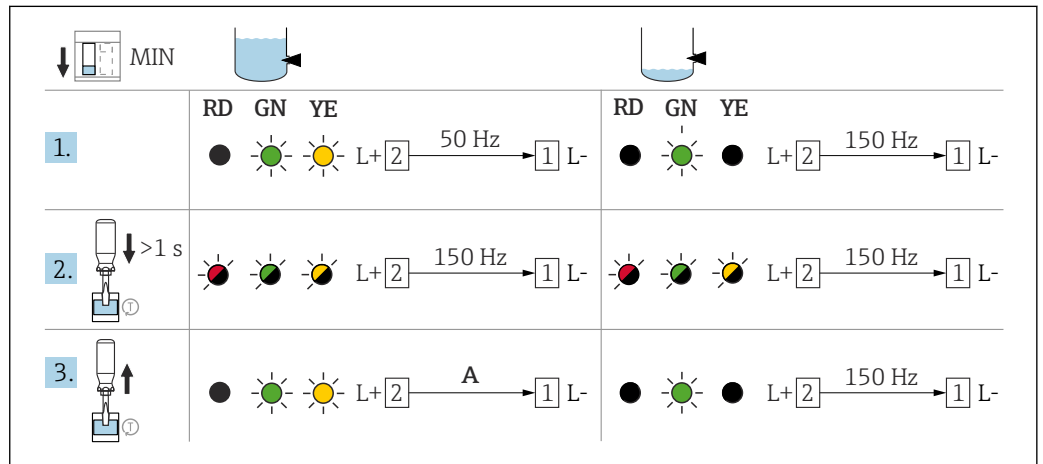 MIN
RD GN YE RD GN YE
1. L+ 2 50 Hz 1 L- L+ 2 150 Hz 1 L-
2. >1 s T L+ 2 150 Hz 1 L- L+ 2 150 Hz 1 L-
3. T L+ 2 A 1 L- L+ 2 150 Hz 1 L-